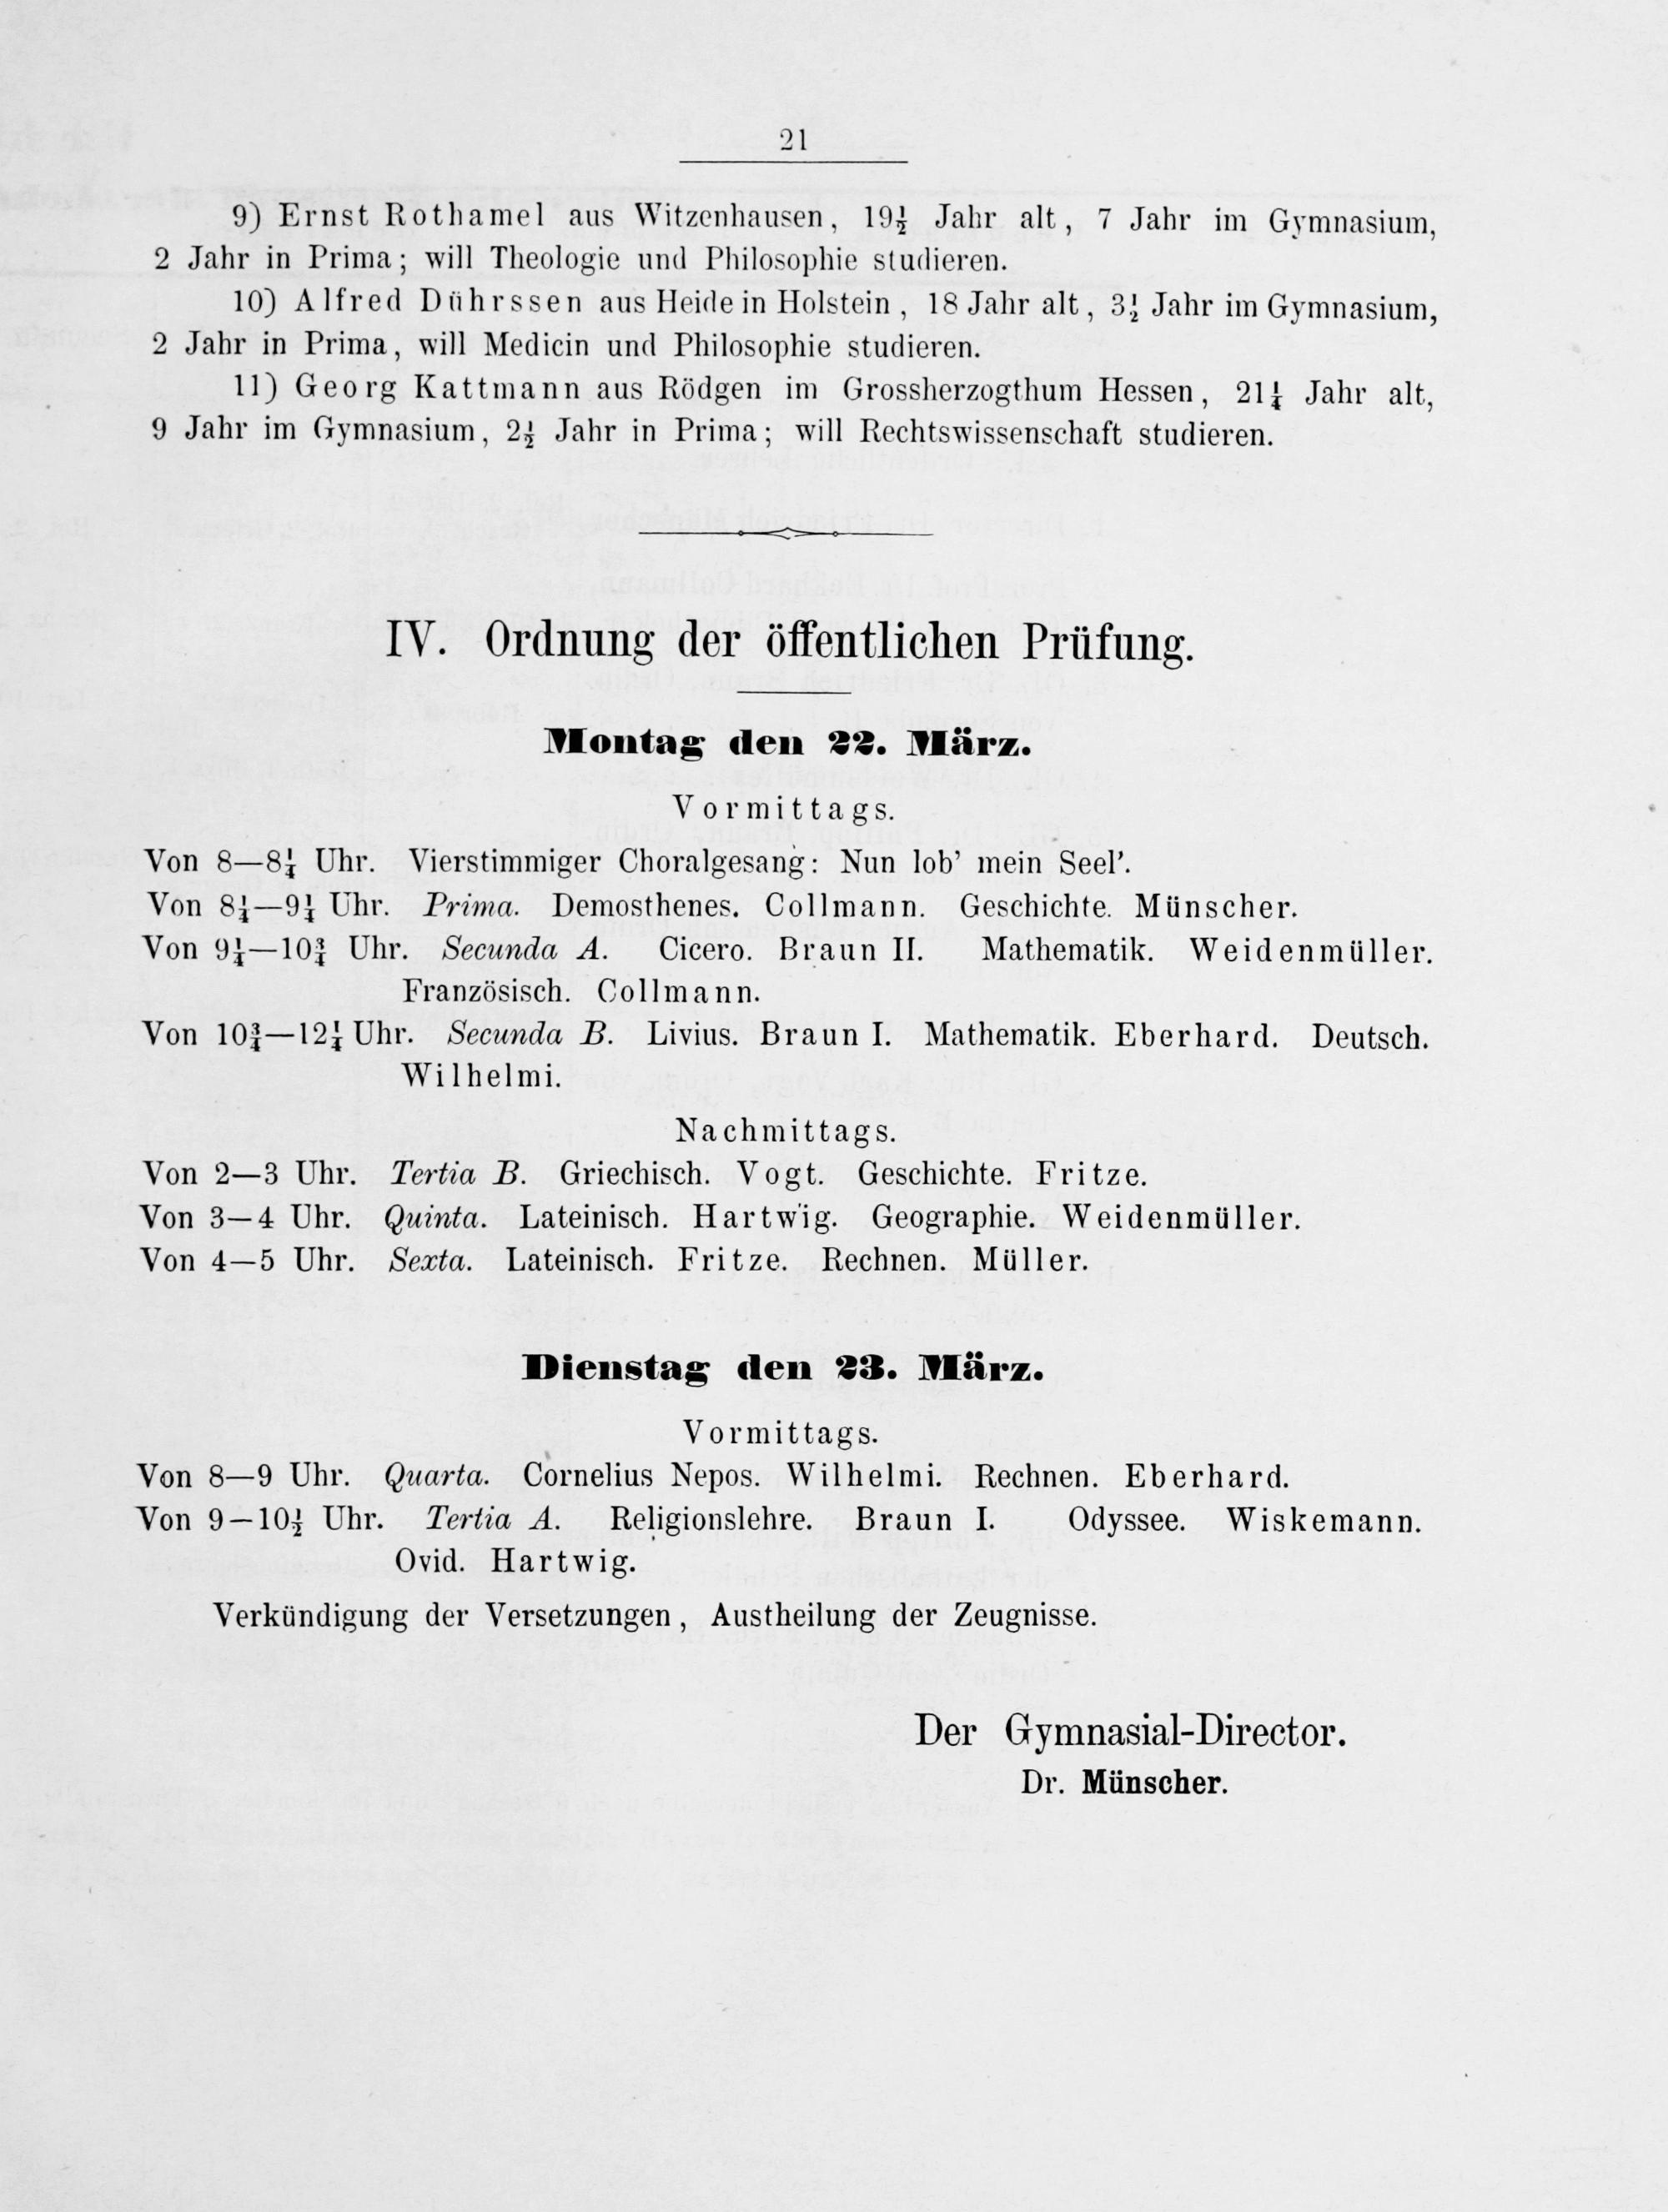 21
9) Ernst Rothamel aus Witzenhausen, 19½ Jahr alt, 7 Jahr im Gymnasium,
2 Jahr in Prima; will Theologie und Philosophie studieren.
10) Alfred Dührssen aus Heide in Holstein, 18 Jahr alt, 3½ Jahr im Gymnasium,
2 Jahr in Prima, will Medicin und Philosophie studieren.
11) Georg Kattmann aus Rödgen im Grossherzogthum Hessen, 21¼ Jahr alt,
9 Jahr im Gymnasium, 2½ Jahr in Prima; will Rechtswissenschaft studieren.
IV. Ordnung der öffentlichen Prüfung.
Montag den 22. März.
Vormittags.
Von 8—8¼ Uhr. Vierstimmiger Choralgesang: Nun lob' mein Seel'.
Von 8¼—9¼ Uhr. Prima. Demosthenes. Collmann. Geschichte. Münscher.
Von 9¼—10¾ Uhr. Secunda A. Cicero. Braun II. Mathematik. Weidenmüller.
Französisch. Collmann.
Von 10¾—12¼ Uhr. Secunda B. Livius. Braun I. Mathematik. Eberhard. Deutsch.
Wilhelmi.
Nachmittags.
Von 2—3 Uhr. Tertia B. Griechisch. Vogt. Geschichte. Fritze.
Von 3—4 Uhr. Quinta. Lateinisch. Hartwig. Geographie. Weidenmüller.
Von 4—5 Uhr. Sexta. Lateinisch. Fritze. Rechnen. Müller.
Dienstag den 23. März.
Vormittags.
Von 8—9 Uhr. Quarta. Cornelius Nepos. Wilhelmi. Rechnen. Eberhard.
Von 9—10½ Uhr. Tertia A. Religionslehre. Braun I. Odyssee. Wiskemann.
Ovid. Hartwig.
Verkündigung der Versetzungen, Austheilung der Zeugnisse.
Der Gymnasial-Director.
Dr. Münscher.